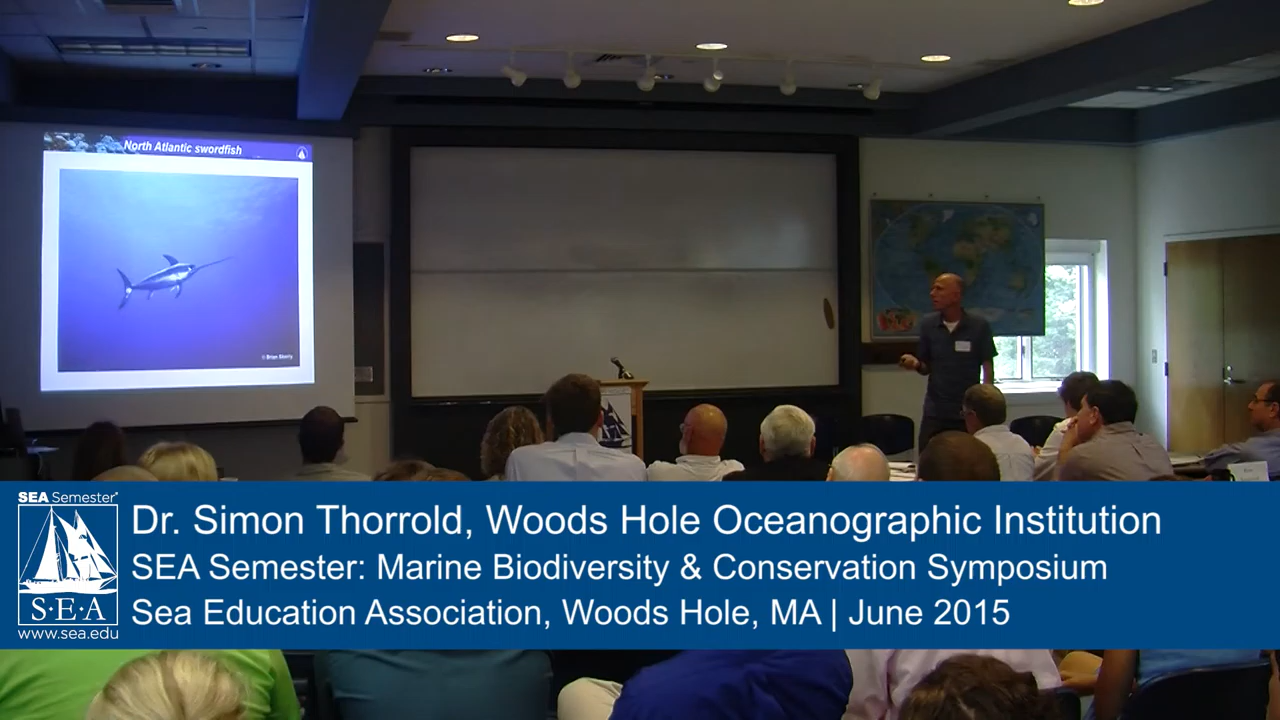 North Atlantic swordfish
© Brian Skerry
SEA Semester®
S·E·A
www.sea.edu
Dr. Simon Thorrold, Woods Hole Oceanographic Institution
SEA Semester: Marine Biodiversity & Conservation Symposium
Sea Education Association, Woods Hole, MA | June 2015